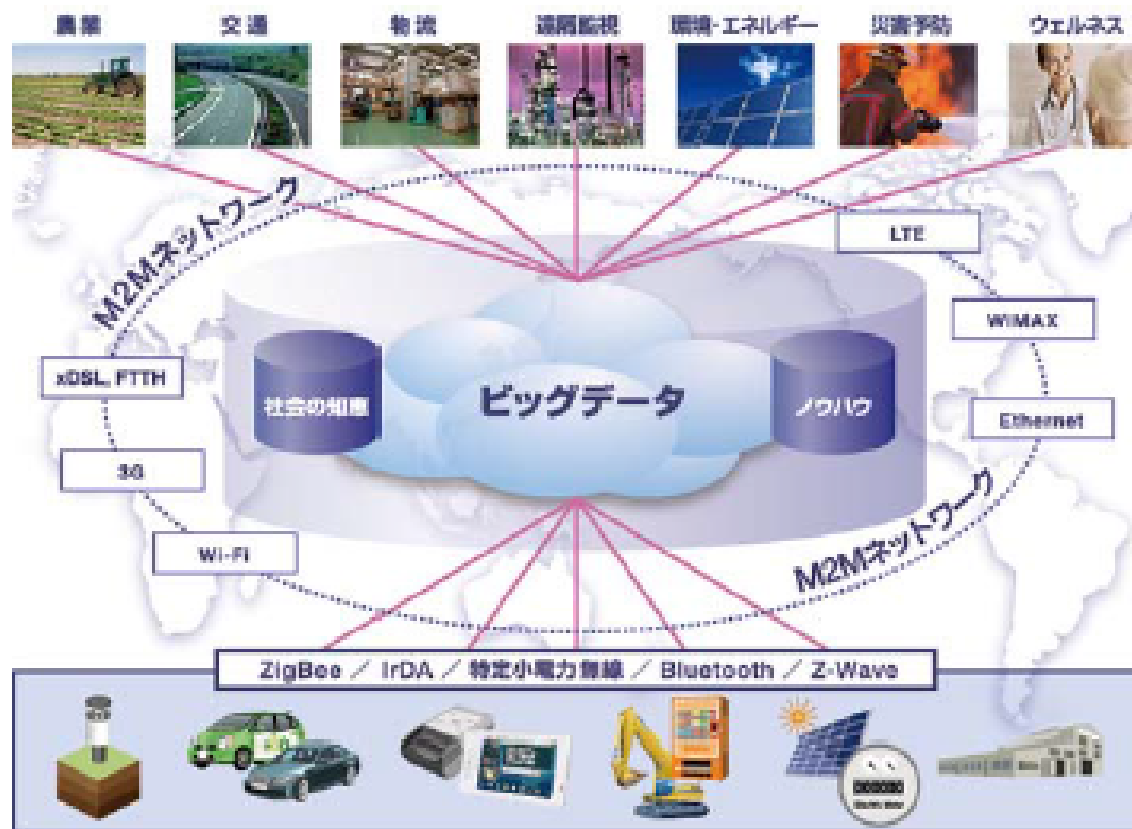 農業
交通
物流
遠隔監視
環境・エネルギー
災害予防
ウェルネス
M2Mネットワーク
LTE
WiMAX
xDSL, FTTH
社会の知恵
ビッグデータ
ノウハウ
Ethernet
3G
Wi-Fi
M2Mネットワーク
ZigBee / IrDA / 特定小電力無線 / Bluetooth / Z-Wave